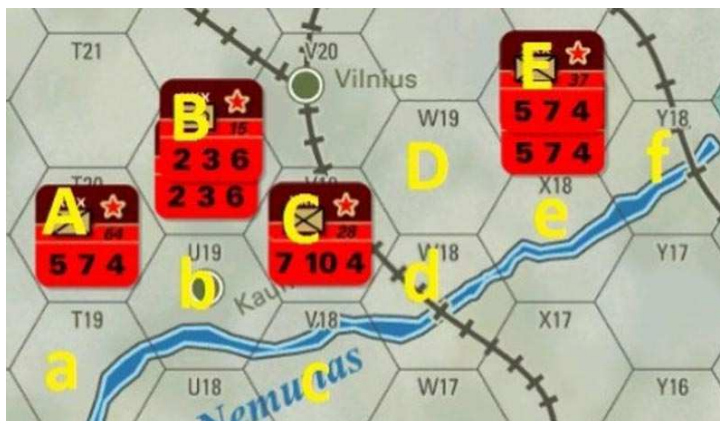 T21
V20
Vilnius
E
37
5 7 4
5 7 4
W19
Y18
B
15
2 3 6
2 3 6
D
f
T20
A
64
5 7 4
C
28
7 10 4
X18
e
U19
b
Kaun
W18
d
Y17
T19
V18
X17
a
U18
Nemunas
c
W17
Y16